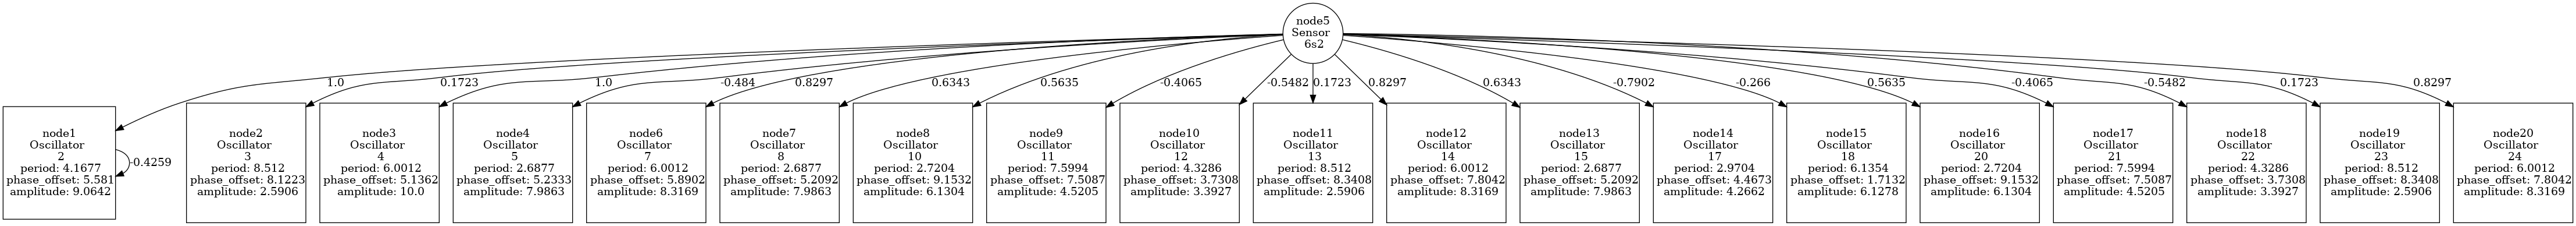 node5
Sensor
6s2
1.0
0.1723
1.0
-0.484
0.8297
0.6343
0.5635
-0.4065
-0.5482
0.1723
0.8297
0.6343
-0.7902
-0.266
0.5635
-0.4065
-0.5482
0.1723
0.8297
node1
Oscillator
2
period: 4.1677
phase_offset: 5.581
amplitude: 9.0642
-0.4259
node2
Oscillator
3
period: 8.512
phase_offset: 8.1223
amplitude: 2.5906
node3
Oscillator
4
period: 6.0012
phase_offset: 5.1362
amplitude: 10.0
node4
Oscillator
5
period: 2.6877
phase_offset: 5.2333
amplitude: 7.9863
node6
Oscillator
7
period: 6.0012
phase_offset: 5.8902
amplitude: 8.3169
node7
Oscillator
8
period: 2.6877
phase_offset: 5.2092
amplitude: 7.9863
node8
Oscillator
10
period: 2.7204
phase_offset: 9.1532
amplitude: 6.1304
node9
Oscillator
11
period: 7.5994
phase_offset: 7.5087
amplitude: 4.5205
node10
Oscillator
12
period: 4.3286
phase_offset: 3.7308
amplitude: 3.3927
node11
Oscillator
13
period: 8.512
phase_offset: 8.3408
amplitude: 2.5906
node12
Oscillator
14
period: 6.0012
phase_offset: 7.8042
amplitude: 8.3169
node13
Oscillator
15
period: 2.6877
phase_offset: 5.2092
amplitude: 7.9863
node14
Oscillator
17
period: 2.9704
phase_offset: 4.4673
amplitude: 4.2662
node15
Oscillator
18
period: 6.1354
phase_offset: 1.7132
amplitude: 6.1278
node16
Oscillator
20
period: 2.7204
phase_offset: 9.1532
amplitude: 6.1304
node17
Oscillator
21
period: 7.5994
phase_offset: 7.5087
amplitude: 4.5205
node18
Oscillator
22
period: 4.3286
phase_offset: 3.7308
amplitude: 3.3927
node19
Oscillator
23
period: 8.512
phase_offset: 8.3408
amplitude: 2.5906
node20
Oscillator
24
period: 6.0012
phase_offset: 7.8042
amplitude: 8.3169